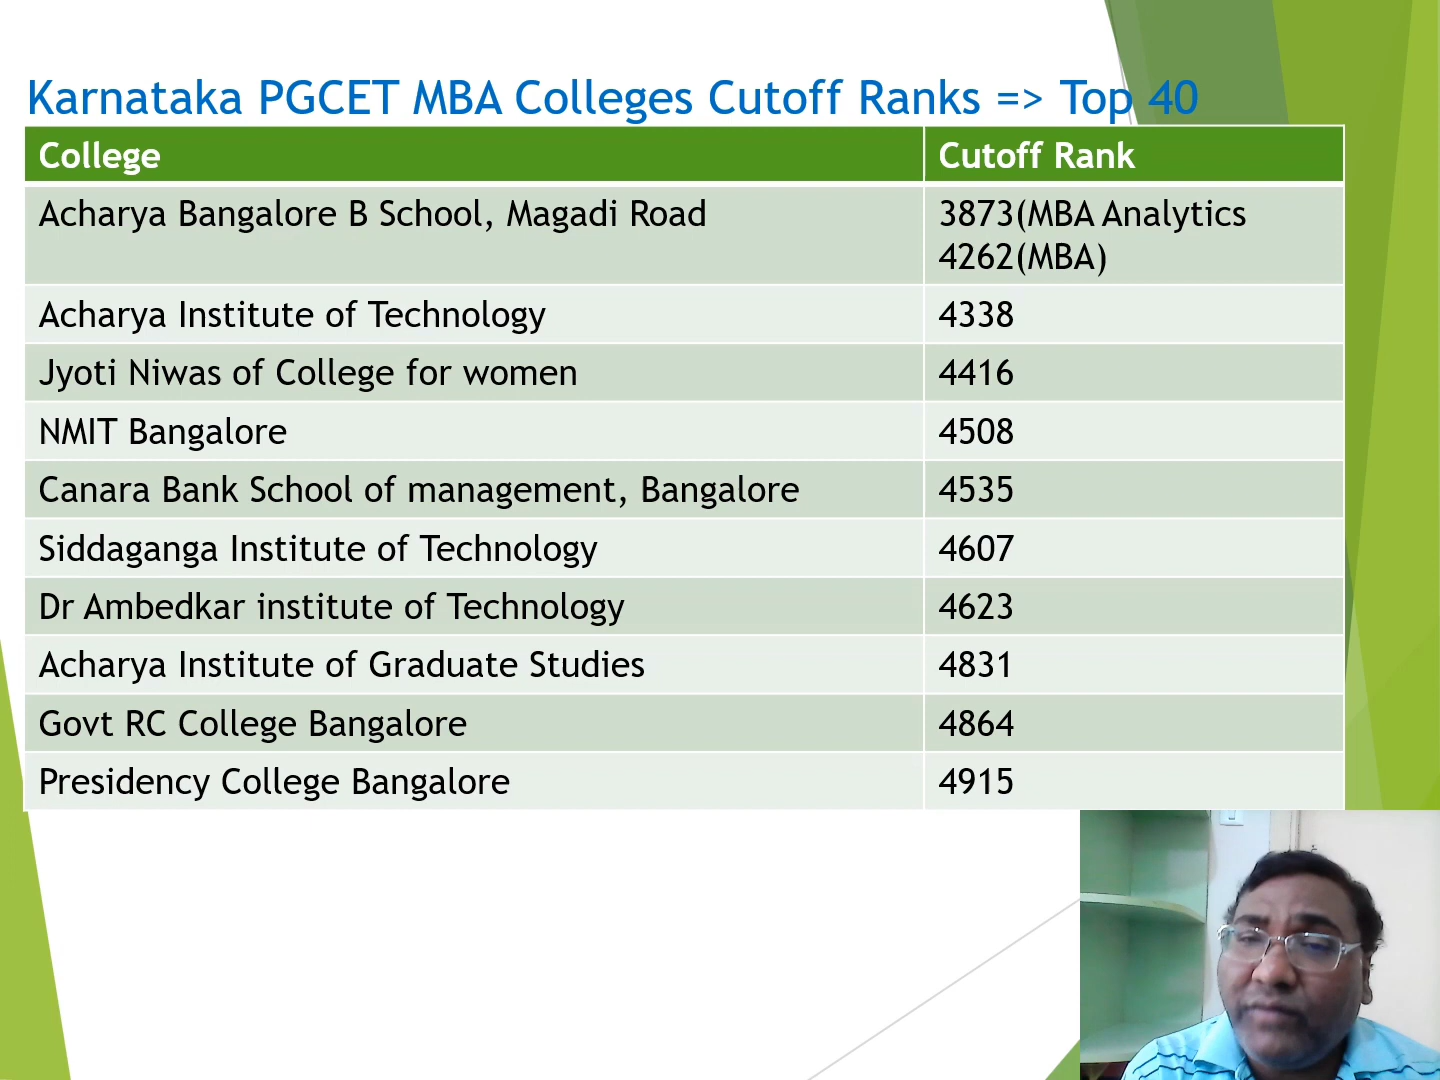 Karnataka PGCET MBA Colleges Cutoff Ranks => Top 40
College Cutoff Rank
Acharya Bangalore B School, Magadi Road 3873(MBA Analytics
4262(MBA)
Acharya Institute of Technology 4338
Jyoti Niwas of College for women 4416
NMIT Bangalore 4508
Canara Bank School of management, Bangalore 4535
Siddaganga Institute of Technology 4607
Dr Ambedkar institute of Technology 4623
Acharya Institute of Graduate Studies 4831
Govt RC College Bangalore 4864
Presidency College Bangalore 4915